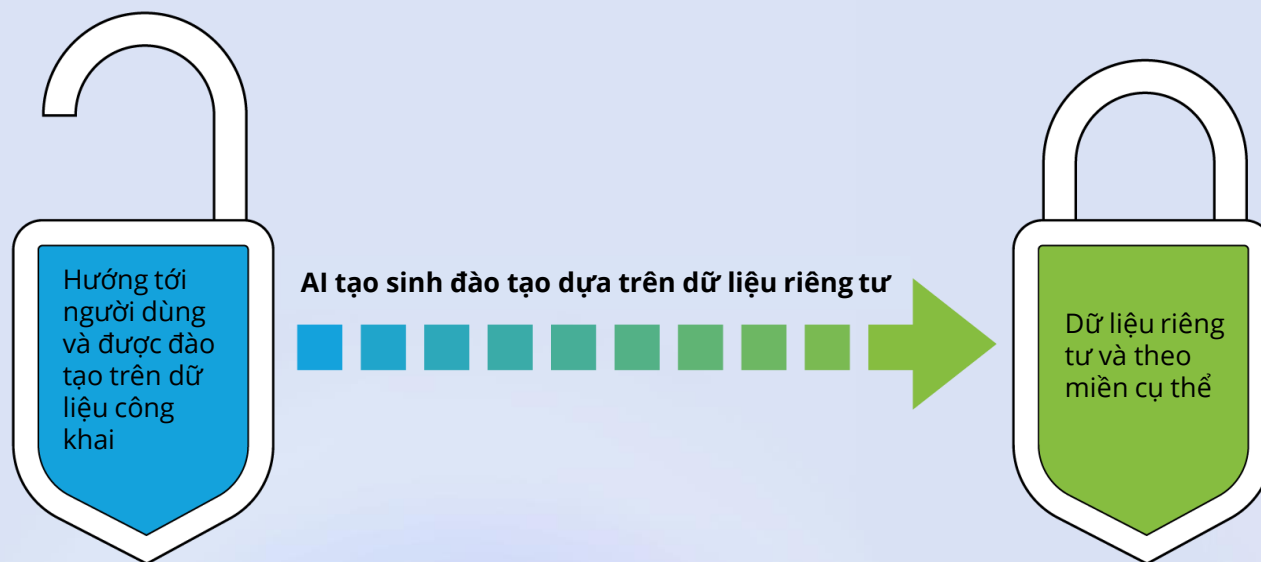 Hướng tới
người dùng
và được đào
tạo trên dữ
liệu công
khai
AI tạo sinh đào tạo dựa trên dữ liệu riêng tư
Dữ liệu riêng
tư và theo
miền cụ thể